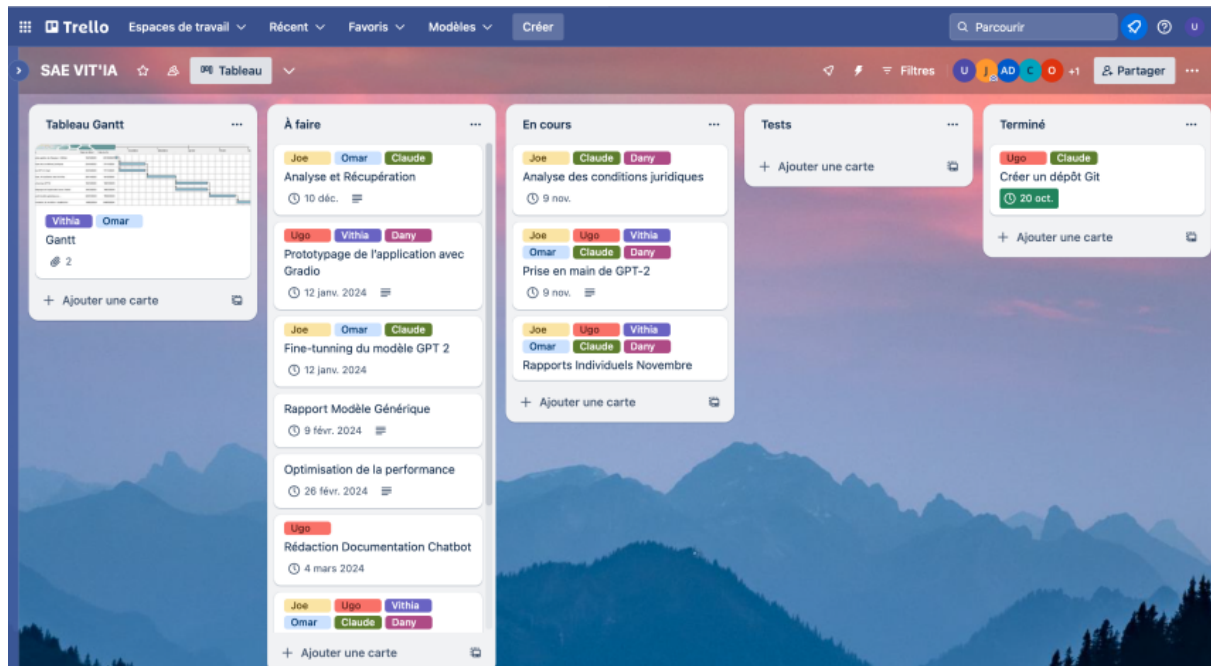 Trello Espaces de travail Récent Favoris Modèles Créer Parcourir U
SAE VIT'IA Tableau Filtres U J AD C O +1 Partager
Tableau Gantt
Vithia Omar
Gantt
2
+ Ajouter une carte
À faire
Joe Omar Claude
Analyse et Récupération
10 déc.
Ugo Vithia Dany
Prototypage de l'application avec
Gradio
12 janv. 2024
Joe Omar Claude
Fine-tunning du modèle GPT 2
12 janv. 2024
Rapport Modèle Générique
9 févr. 2024
Optimisation de la performance
26 févr. 2024
Ugo
Rédaction Documentation Chatbot
4 mars 2024
Joe Ugo Vithia
Omar Claude Dany
+ Ajouter une carte
En cours
Joe Claude Dany
Analyse des conditions juridiques
9 nov.
Joe Ugo Vithia
Omar Claude Dany
Prise en main de GPT-2
9 nov.
Joe Ugo Vithia
Omar Claude Dany
Rapports Individuels Novembre
+ Ajouter une carte
Tests
+ Ajouter une carte
Terminé
Ugo Claude
Créer un dépôt Git
20 oct.
+ Ajouter une carte